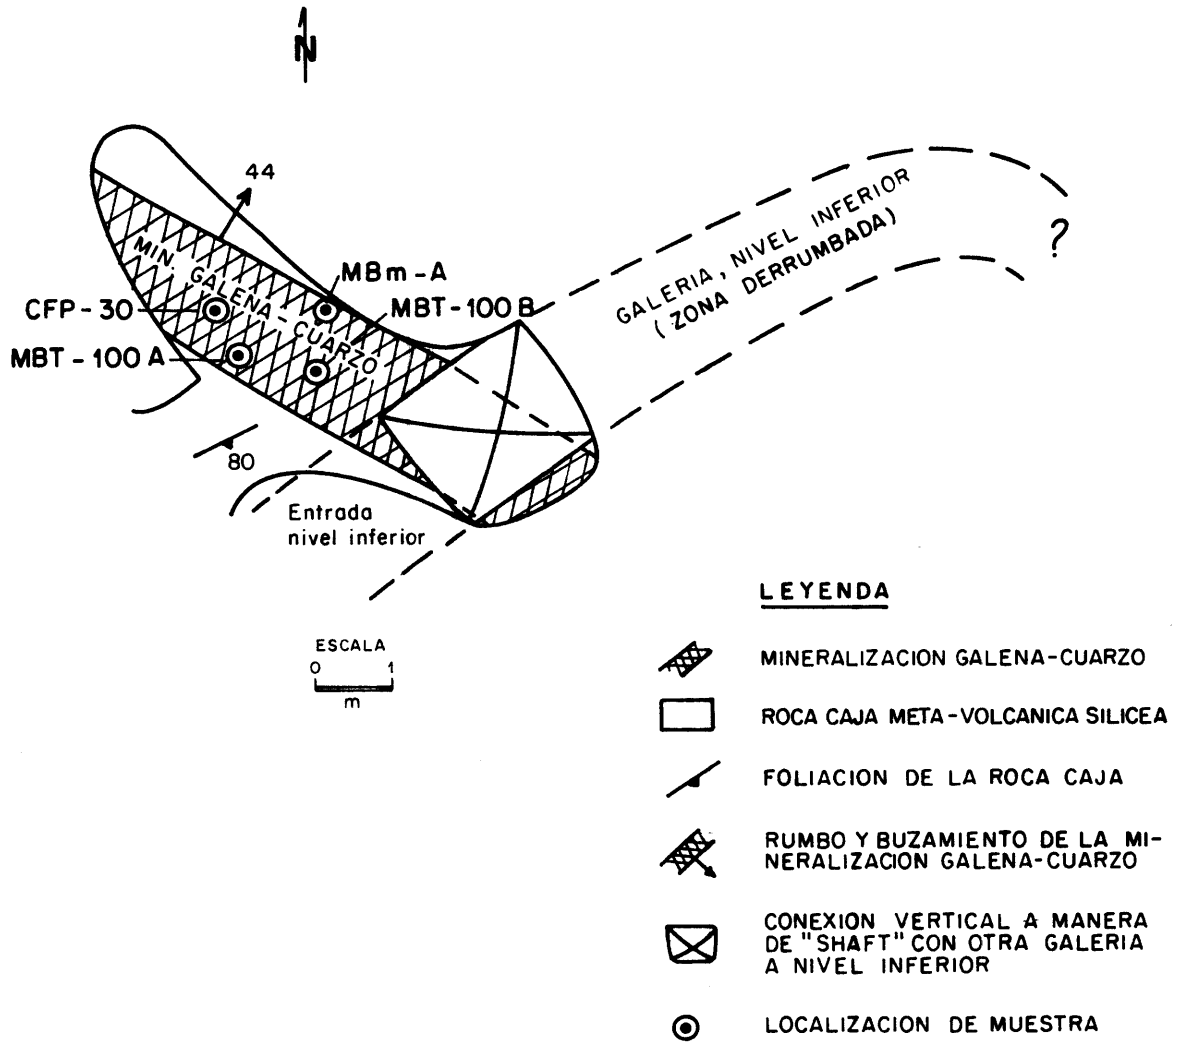 N
44
MIN. GALENA-CUARZO
MBm-A
CFP-30
MBT-100 B
MBT-100 A
GALERIA, NIVEL INFERIOR
(ZONA DERRUMBADA)
?
80
Entrada
nivel inferior
ESCALA
0 1
m
LEYENDA
MINERALIZACION GALENA-CUARZO
ROCA CAJA META-VOLCANICA SILICEA
FOLIACION DE LA ROCA CAJA
RUMBO Y BUZAMIENTO DE LA MI-
NERALIZACION GALENA-CUARZO
CONEXION VERTICAL A MANERA
DE "SHAFT" CON OTRA GALERIA
A NIVEL INFERIOR
LOCALIZACION DE MUESTRA